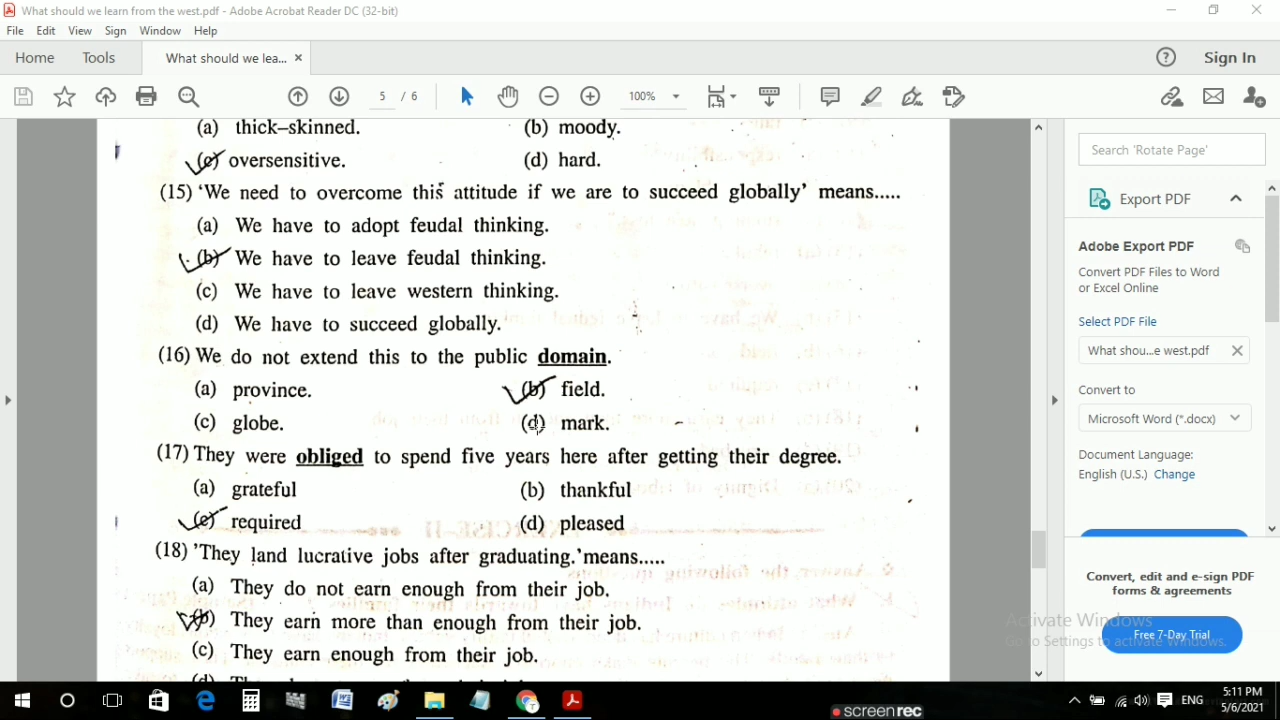 What should we learn from the west.pdf - Adobe Acrobat Reader DC (32-bit)
File Edit View Sign Window Help
Home Tools What should we lea... × Sign In
5 / 6 100%
(a) thick–skinned. (b) moody.
(c) oversensitive. (d) hard.
(15) ‘We need to overcome this attitude if we are to succeed globally’ means.....
(a) We have to adopt feudal thinking.
(b) We have to leave feudal thinking.
(c) We have to leave western thinking.
(d) We have to succeed globally.
(16) We do not extend this to the public domain.
(a) province. (b) field.
(c) globe. (d) mark.
(17) They were obliged to spend five years here after getting their degree.
(a) grateful (b) thankful
(c) required (d) pleased
(18) ’They land lucrative jobs after graduating.’means.....
(a) They do not earn enough from their job.
(b) They earn more than enough from their job.
(c) They earn enough from their job.
Search 'Rotate Page'
Export PDF
Adobe Export PDF
Convert PDF Files to Word
or Excel Online
Select PDF File
What shou...e west.pdf
Convert to
Microsoft Word (*.docx)
Document Language:
English (U.S.) Change
Convert, edit and e-sign PDF
forms & agreements
Free 7-Day Trial
Activate Windows
Go to Settings to activate Windows.
ENG
5:11 PM
5/6/2021
screenrec